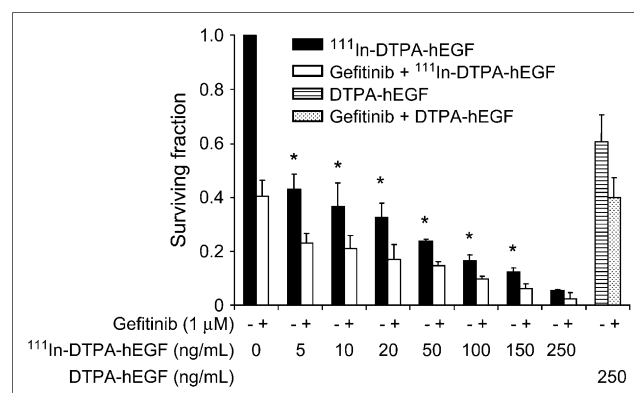 1.0
0.8
0.6
0.4
0.2
0
Surviving fraction
¹¹¹In-DTPA-hEGF
Gefitinib + ¹¹¹In-DTPA-hEGF
DTPA-hEGF
Gefitinib + DTPA-hEGF
* * * * * *
Gefitinib (1 μM) - + - + - + - + - + - + - + - + - +
¹¹¹In-DTPA-hEGF (ng/mL) 0 5 10 20 50 100 150 250
DTPA-hEGF (ng/mL) 250